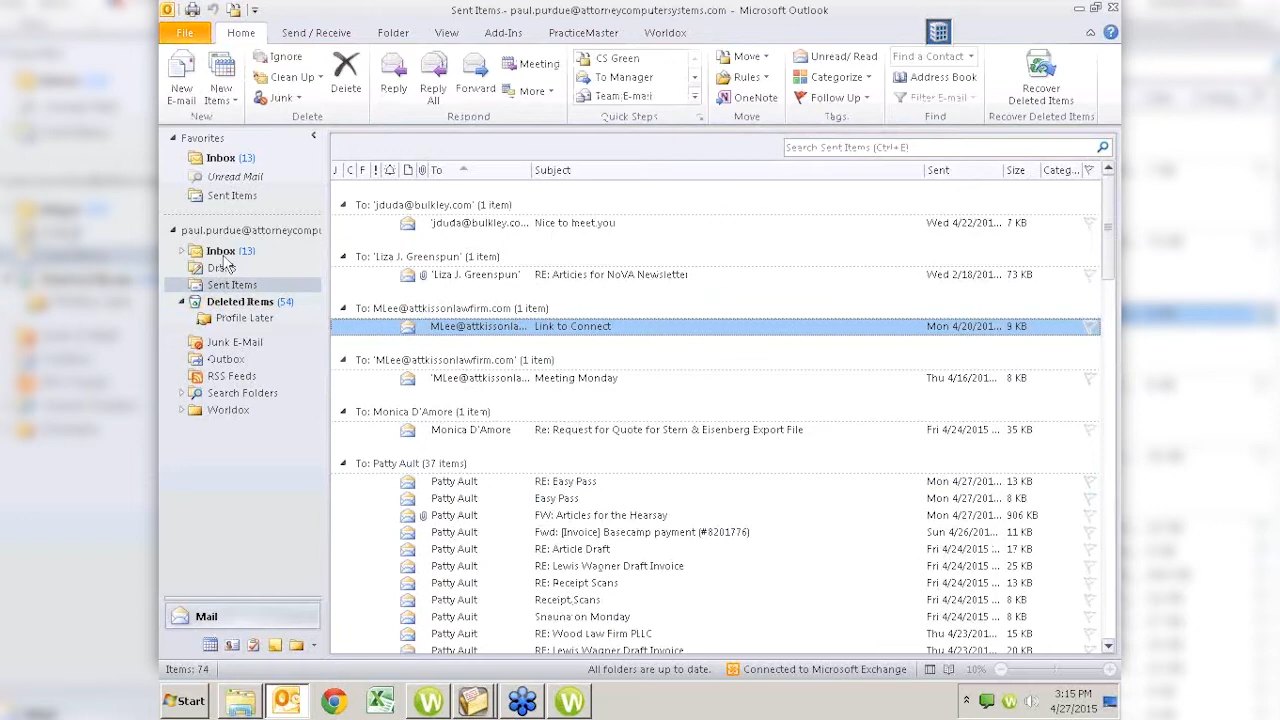 Sent Items - paul.purdue@attorneycomputersystems.com - Microsoft Outlook
File Home Send / Receive Folder View Add-Ins PracticeMaster Worldox
New E-mail New Items Ignore Clean Up Junk Delete Reply Reply All Forward Meeting More CS Green To Manager Team E-mail Move Rules OneNote Unread/ Read Categorize Follow Up Find a Contact Address Book Filter E-mail Recover Deleted Items
New Delete Respond Quick Steps Move Tags Find Recover Deleted Items
Favorites
Inbox (13)
Unread Mail
Sent Items
paul.purdue@attorneycompu
Inbox (13)
Sent Items
Deleted Items (54)
Profile Later
Junk E-Mail
Outbox
RSS Feeds
Search Folders
Worldox
Mail
Search Sent Items (Ctrl+E)
J C F ! To Subject Sent Size Categ...
To: 'jduda@bulkley.com' (1 item)
'jduda@bulkley.co... Nice to meet you Wed 4/22/201... 7 KB
To: 'Liza J. Greenspun' (1 item)
'Liza J. Greenspun' RE: Articles for NoVA Newsletter Wed 2/18/201... 73 KB
To: MLee@attkissonlawfirm.com (1 item)
MLee@attkissonla... Link to Connect Mon 4/20/201... 9 KB
To: 'MLee@attkissonlawfirm.com' (1 item)
'MLee@attkissonla... Meeting Monday Thu 4/16/201... 8 KB
To: Monica D'Amore (1 item)
Monica D'Amore Re: Request for Quote for Stern & Eisenberg Export File Fri 4/24/2015 ... 35 KB
To: Patty Ault (37 items)
Patty Ault RE: Easy Pass Mon 4/27/201... 13 KB
Patty Ault Easy Pass Mon 4/27/201... 8 KB
Patty Ault FW: Articles for the Hearsay Mon 4/27/201... 906 KB
Patty Ault Fwd: [Invoice] Basecamp payment (#8201776) Sun 4/26/201... 11 KB
Patty Ault RE: Article Draft Fri 4/24/2015 ... 17 KB
Patty Ault RE: Lewis Wagner Draft Invoice Fri 4/24/2015 ... 18 KB
Patty Ault RE: Receipt Scans Fri 4/24/2015 ... 13 KB
Patty Ault Receipt Scans Fri 4/24/2015 ... 8 KB
Patty Ault Shauna on Monday Fri 4/24/2015 ... 8 KB
Patty Ault RE: Wood Law Firm PLLC Thu 4/23/201... 15 KB
Patty Ault RE: Lewis Wagner Draft Invoice Thu 4/23/201... 20 KB
Items: 74 All folders are up to date. Connected to Microsoft Exchange 10%
Start 3:15 PM
4/27/2015